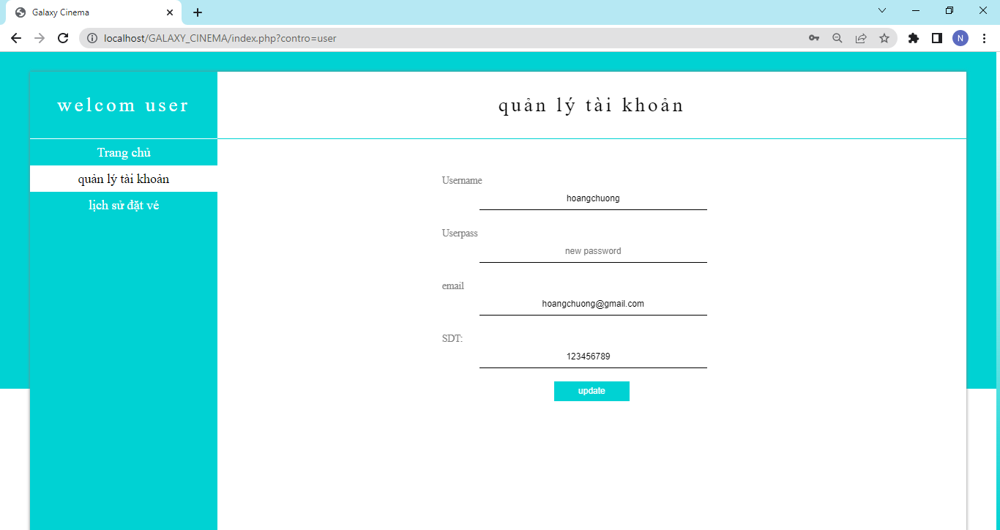 Galaxy Cinema
localhost/GALAXY_CINEMA/index.php?contro=user
N
welcom user
quản lý tài khoản
Trang chủ
quản lý tài khoản
lịch sử đặt vé
Username
hoangchuong
Userpass
new password
email
hoangchuong@gmail.com
SDT:
123456789
update